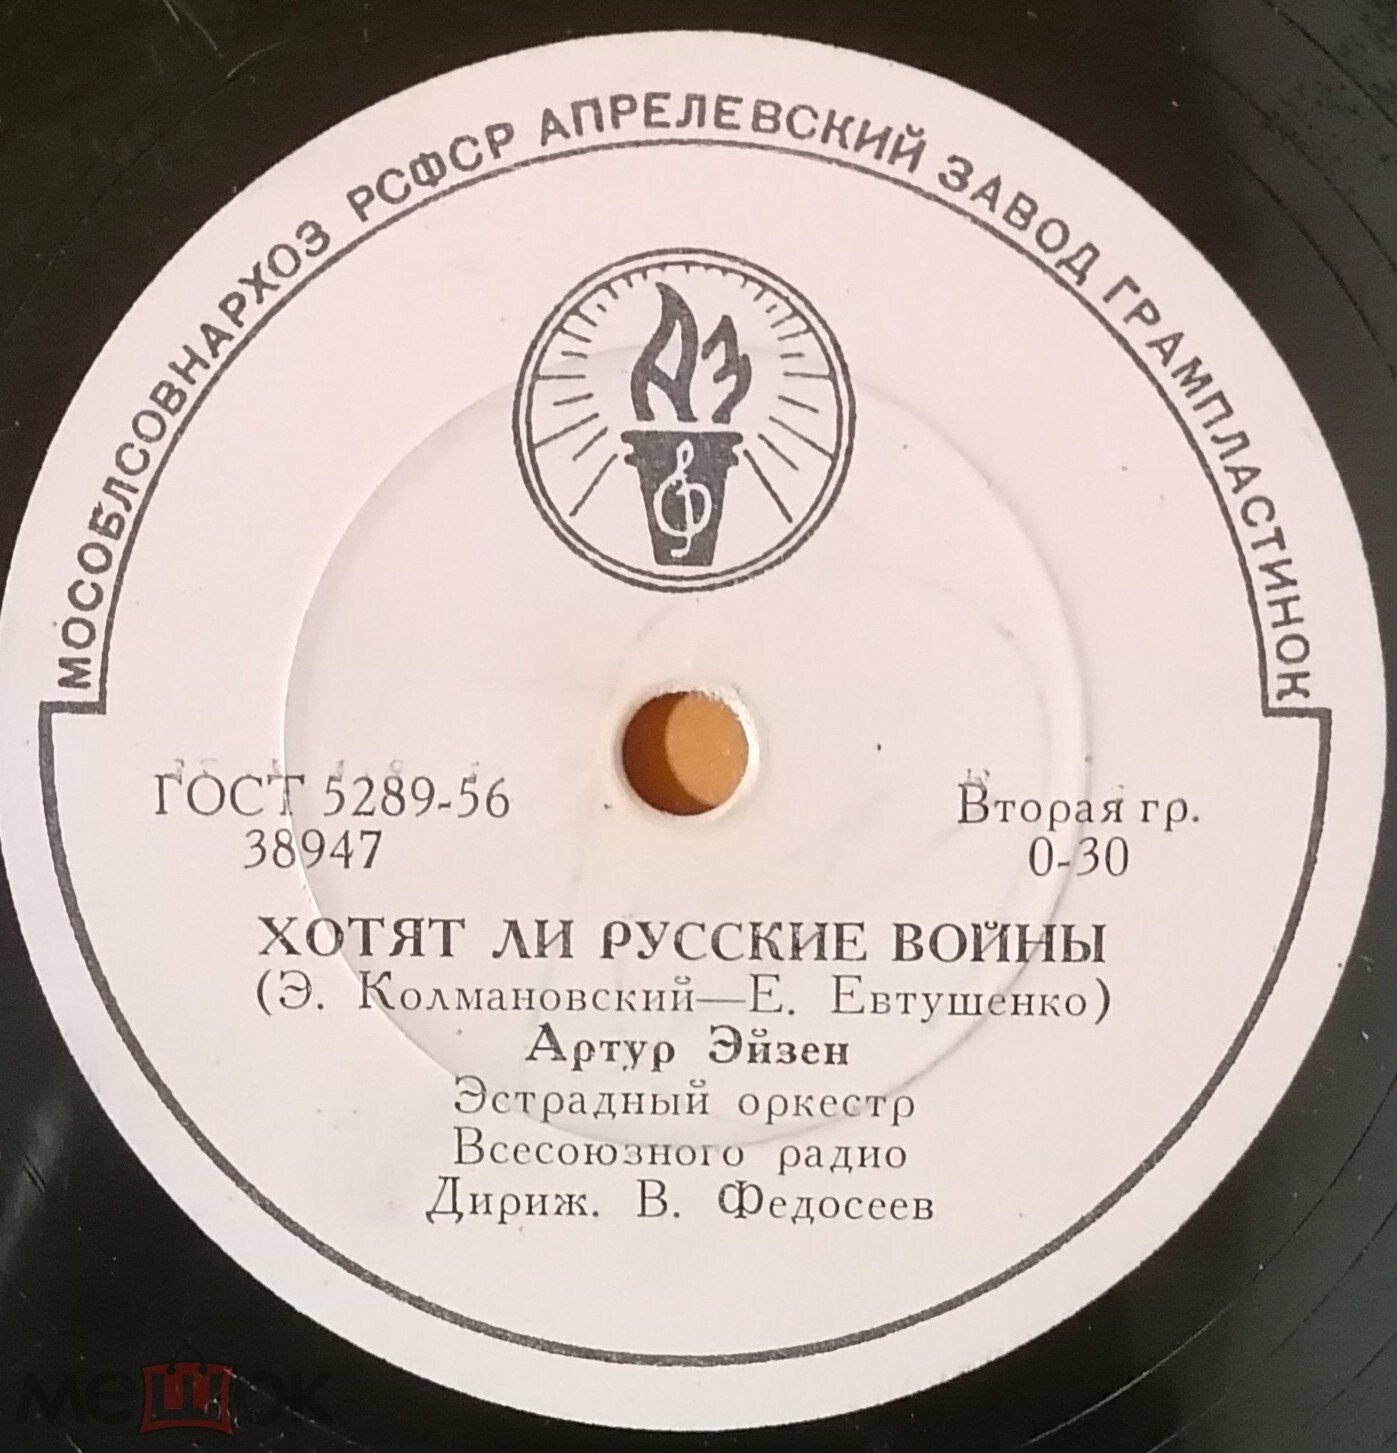 МОСОБЛСОВНАРХОЗ РСФСР АПРЕЛЕВСКИЙ ЗАВОД ГРАМПЛАСТИНОК
АЗ
ГОСТ 5289-56
38947
Вторая гр.
0-30
ХОТЯТ ЛИ РУССКИЕ ВОЙНЫ
(Э. Колмановский—Е. Евтушенко)
Артур Эйзен
Эстрадный оркестр
Всесоюзного радио
Дириж. В. Федосеев
мешок